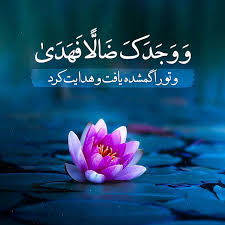 وَ وَجَدَکَ ضَالًّا فَهَدَىٰ
و تو را گمشده یافت و هدایت کرد